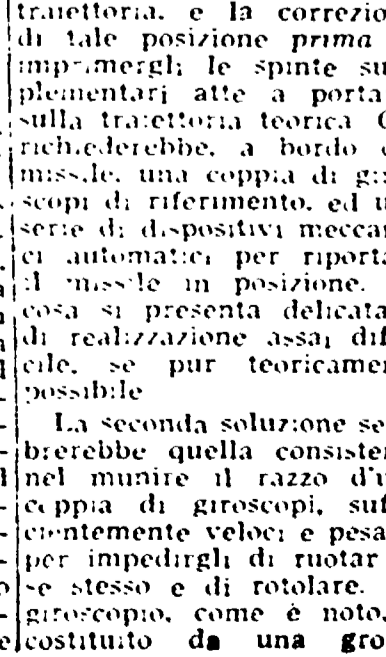 traiettoria. e la correzio
di tale posizione prima
imprimergli le spinte su
plementari atte a porta
sulla traiettoria teorica
richiederebbe, a bordo
missile, una coppia di gi
scopi di riferimento, ed u
serie di dispositivi meccan
ci automatici per riporta
il missile in posizione.
cosa si presenta delicata
di realizzazione assai dif
cile, se pur teoricamen
possibile
La seconda soluzione se
brerebbe quella consisten
nel munire il razzo d'u
coppia di giroscopi, suf
cientemente veloci e pesa
per impedirgli di ruotar
se stesso e di rotolare.
giroscopio, come è noto,
costituito da una gro